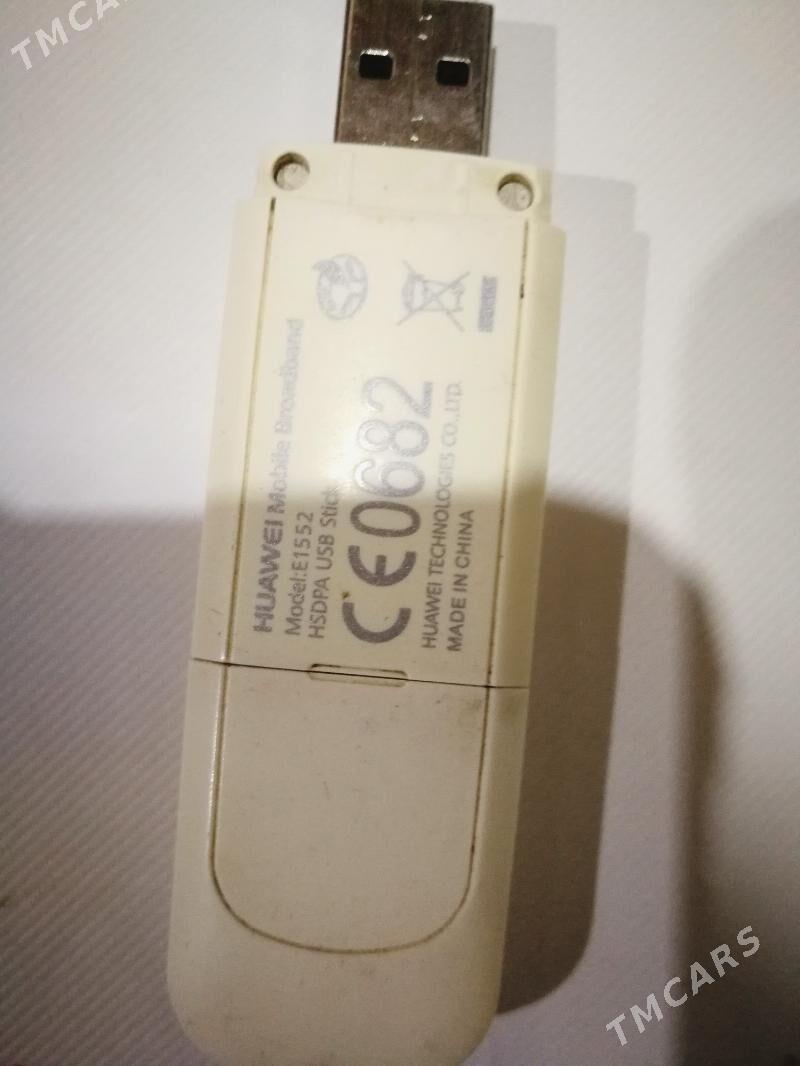 TMCARS
HUAWEI Mobile Broadband
Model:E1552
HSDPA USB Stick
CE0682
HUAWEI TECHNOLOGIES CO.,LTD.
MADE IN CHINA
TMCARS